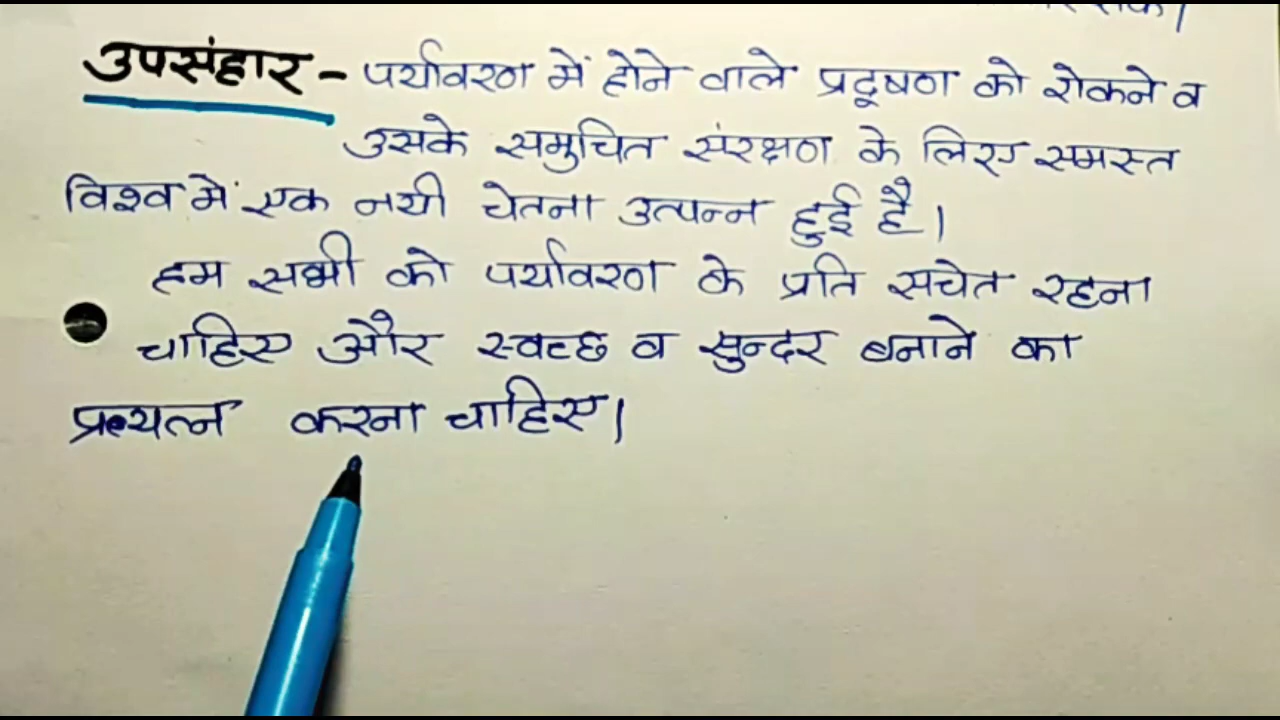 उपसंहार - पर्यावरण में होने वाले प्रदूषण को रोकने व
उसके समुचित संरक्षण के लिए समस्त
विश्व में एक नयी चेतना उत्पन्न हुई है।
हम सभी को पर्यावरण के प्रति सचेत रहना
चाहिए और स्वच्छ व सुन्दर बनाने का
प्रयत्न करना चाहिए।